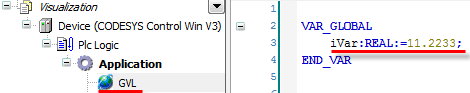 Visualization
Device (CODESYS Control Win V3)
Plc Logic
Application
GVL
1
2 VAR_GLOBAL
3 iVar:REAL:=11.2233;
4 END_VAR